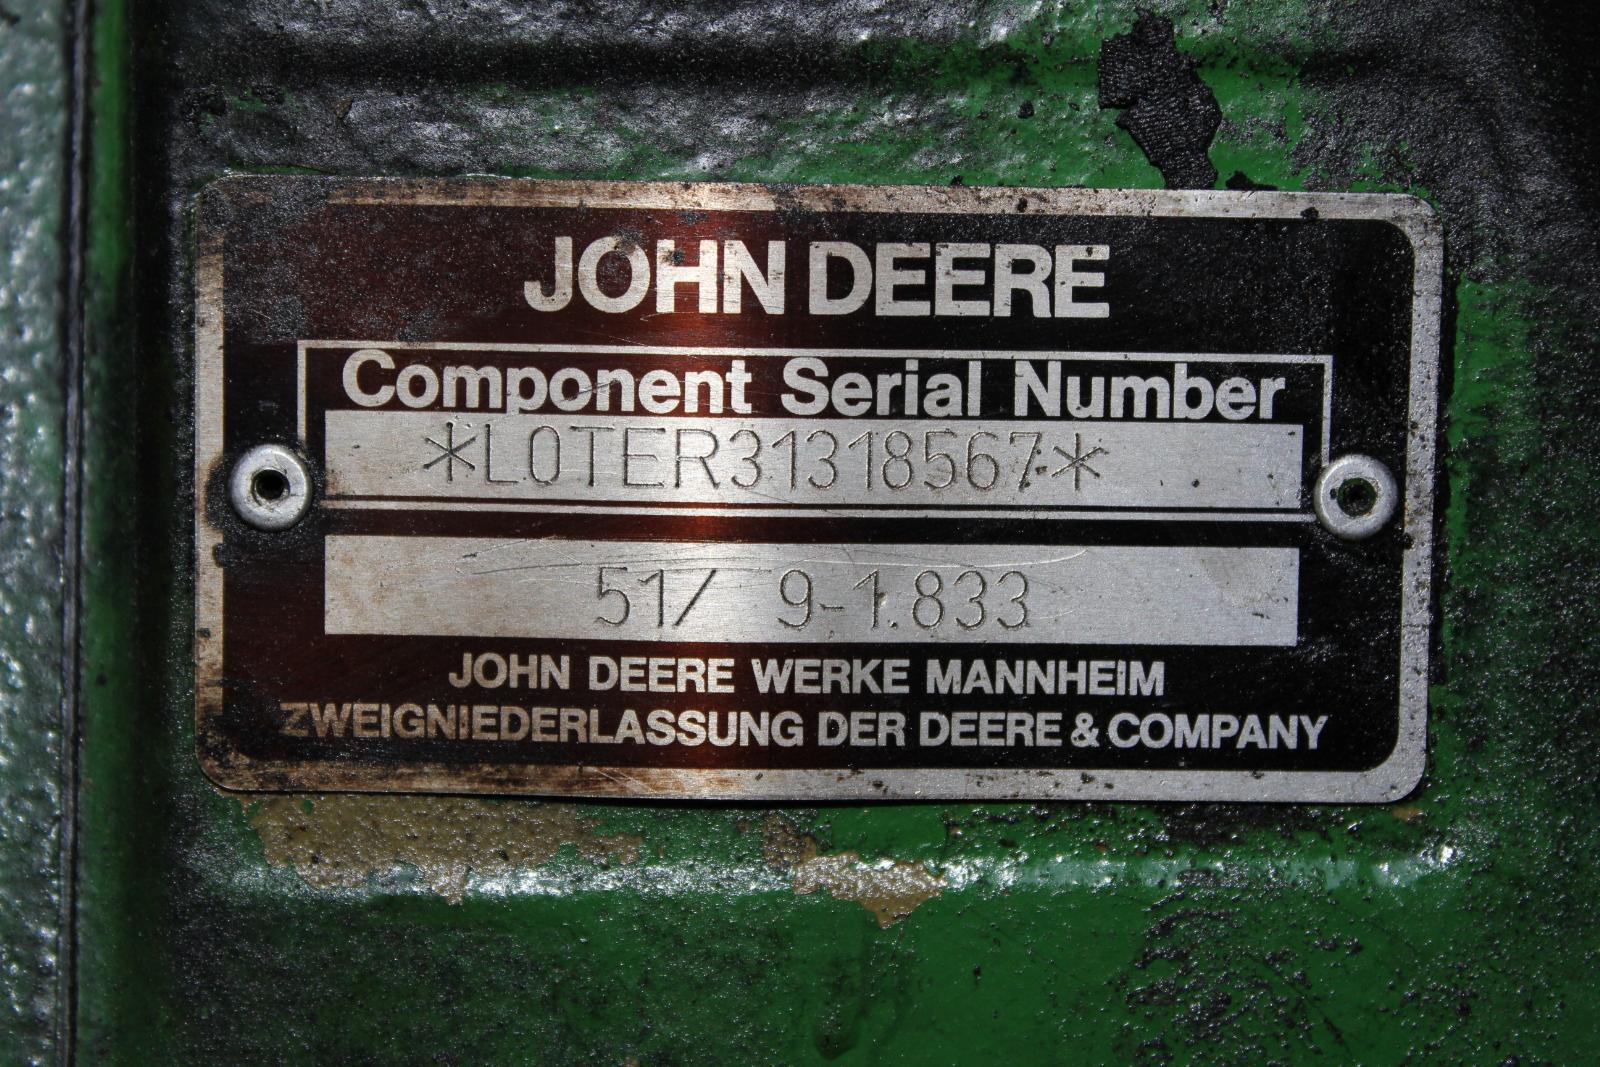 JOHN DEERE
Component Serial Number
*L0TER31318567*
51/ 9-1.833
JOHN DEERE WERKE MANNHEIM
ZWEIGNIEDERLASSUNG DER DEERE & COMPANY